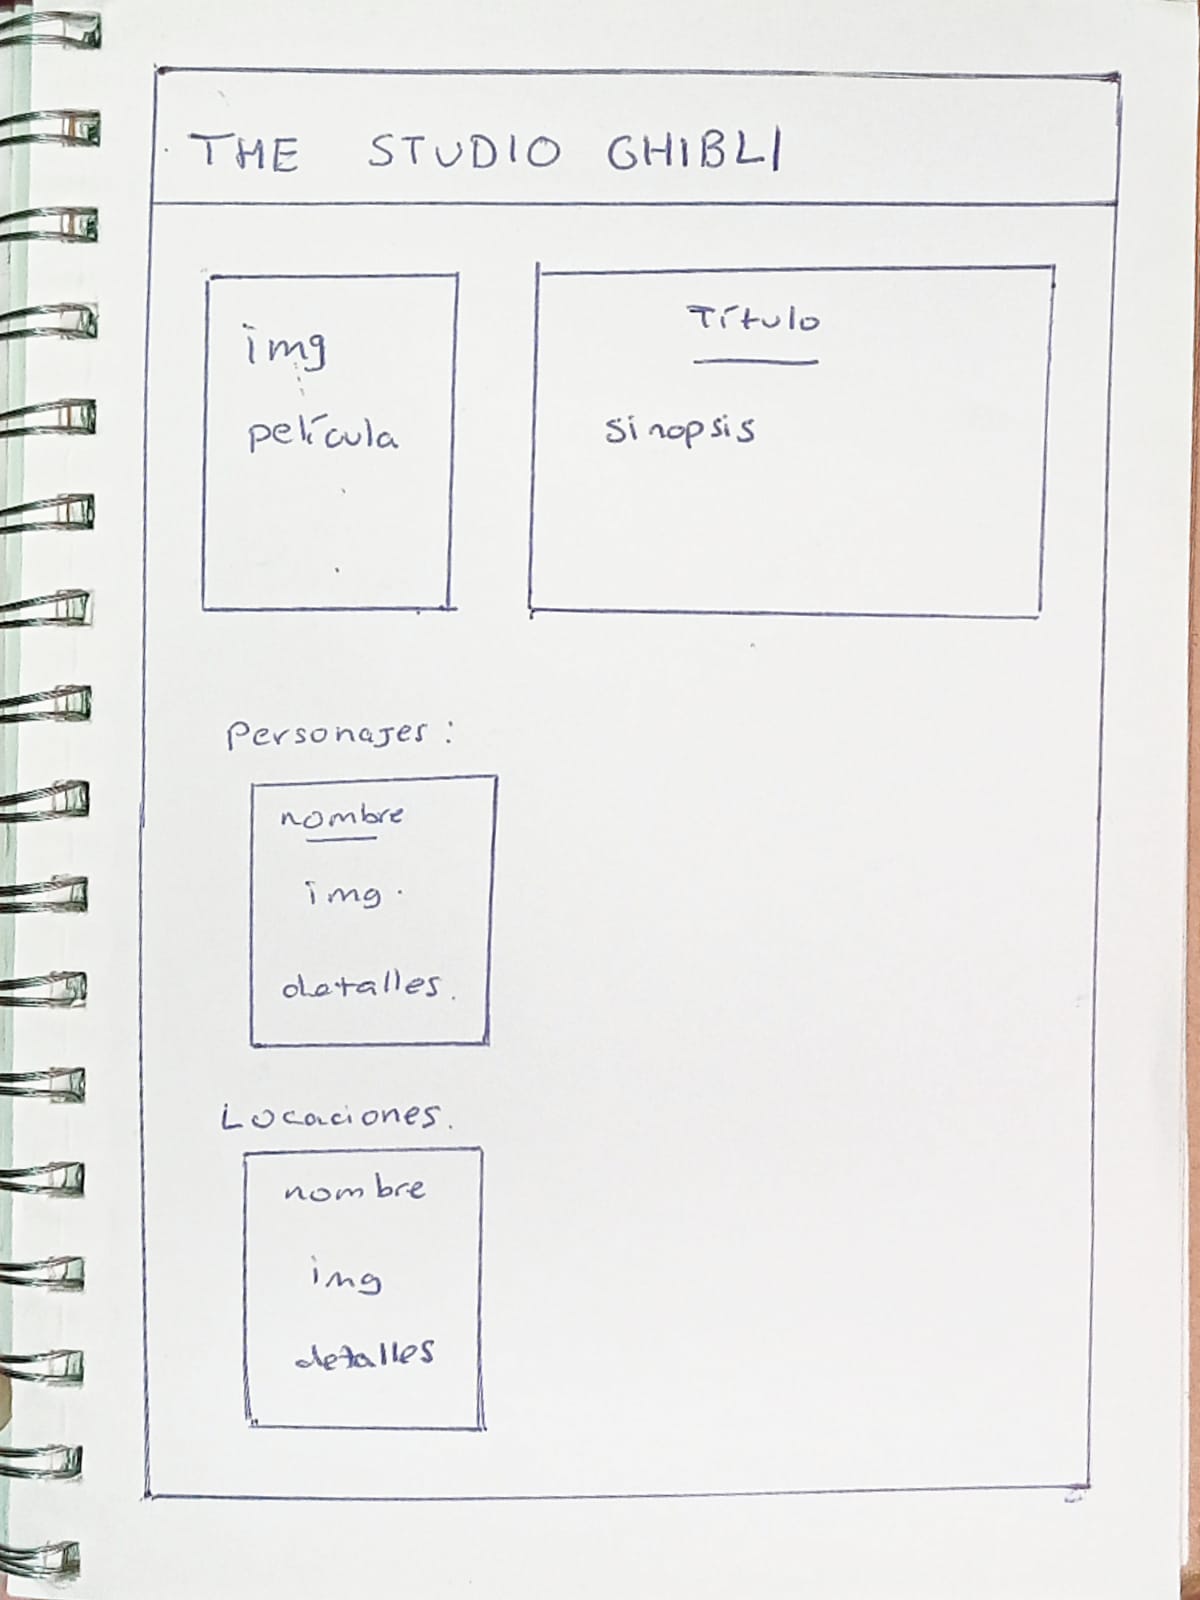 THE STUDIO GHIBLI
img
película
Título
sinopsis
Personajes:
nombre
img.
detalles.
Locaciones.
nombre
img
detalles